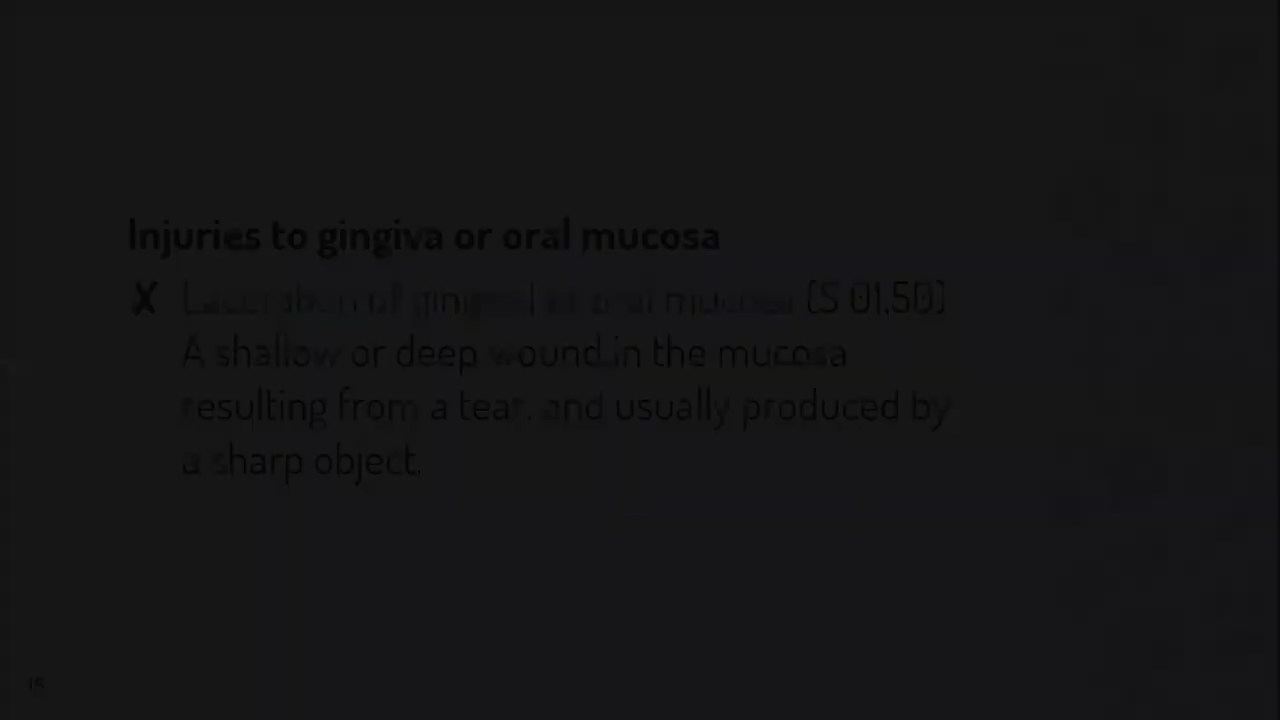 Injuries to gingiva or oral mucosa
X Laceration of gingival or oral mucosa (S 01.50)
A shallow or deep wound in the mucosa
resulting from a tear, and usually produced by
a sharp object.